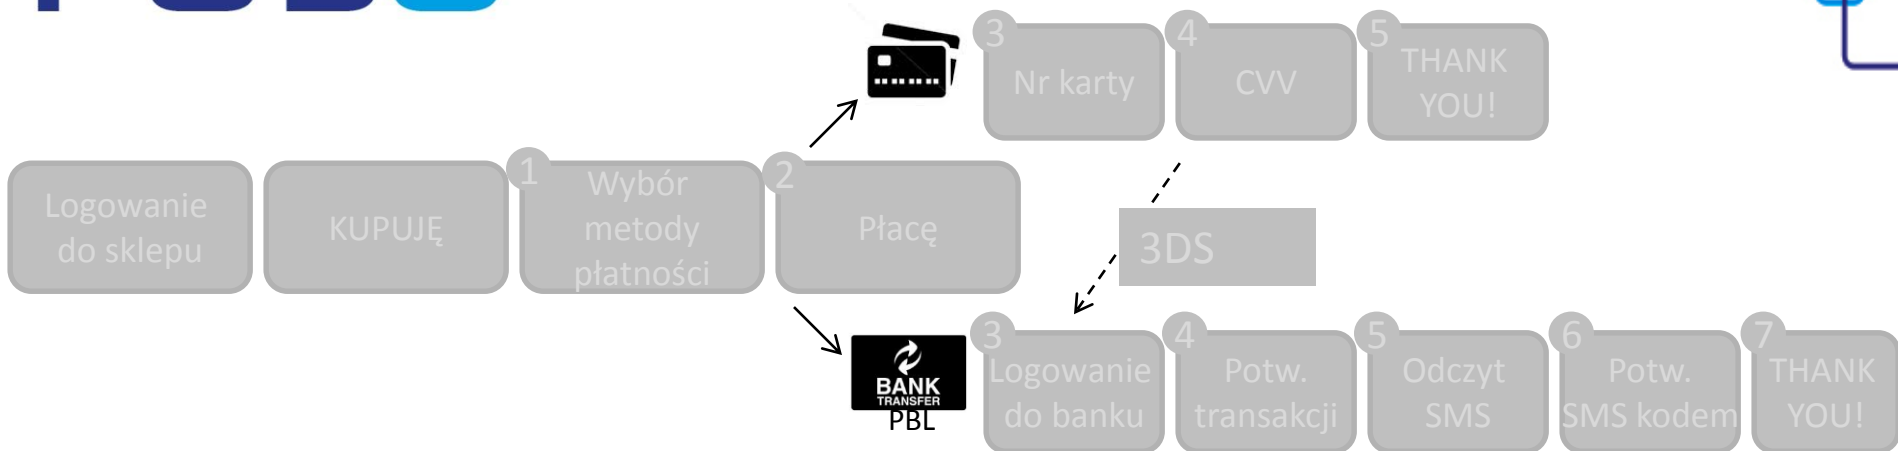 3
Nr karty
4
CVV
5
THANK
YOU!
Logowanie
do sklepu
KUPUJĘ
1
Wybór
metody
płatności
2
Płacę
3DS
BANK
TRANSFER
PBL
3
Logowanie
do banku
4
Potw.
transakcji
5
Odczyt
SMS
6
Potw.
SMS kodem
7
THANK
YOU!